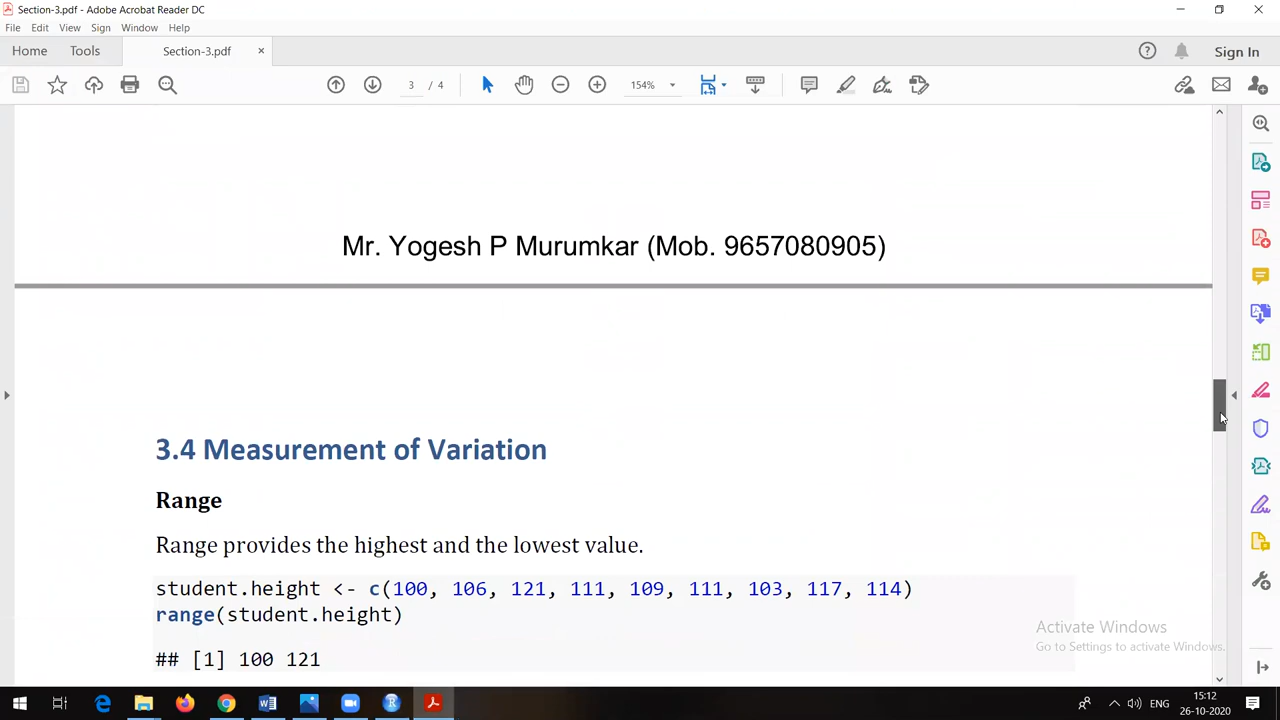 Section-3.pdf - Adobe Acrobat Reader DC
File Edit View Sign Window Help
Home Tools Section-3.pdf × Sign In
3 / 4 154%
Mr. Yogesh P Murumkar (Mob. 9657080905)
3.4 Measurement of Variation
Range
Range provides the highest and the lowest value.
student.height <- c(100, 106, 121, 111, 109, 111, 103, 117, 114)
range(student.height)
## [1] 100 121
Activate Windows
Go to Settings to activate Windows.
ENG
15:12
26-10-2020